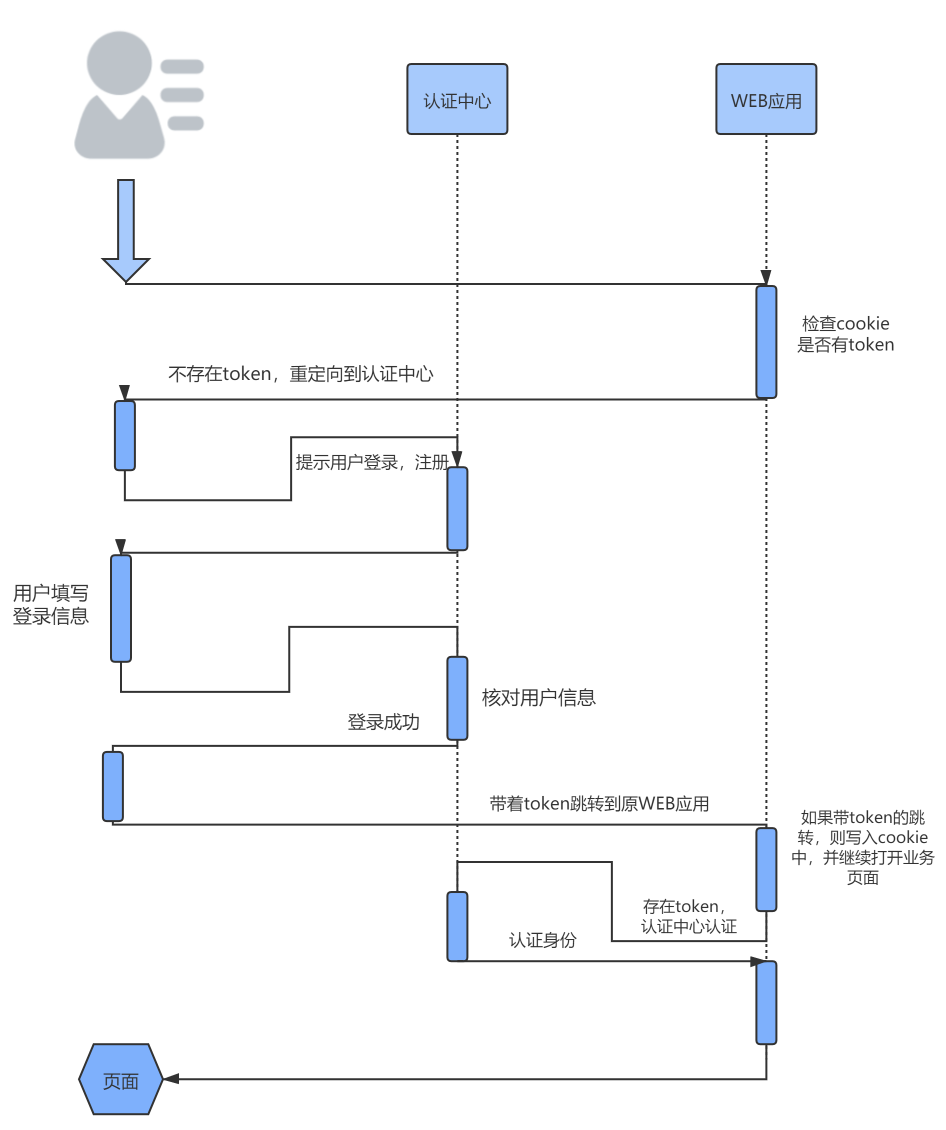 认证中心
WEB应用
检查cookie
是否有token
不存在token，重定向到认证中心
提示用户登录，注册
用户填写
登录信息
核对用户信息
登录成功
带着token跳转到原WEB应用
如果带token的跳
转，则写入cookie
中，并继续打开业务
页面
存在token，
认证中心认证
认证身份
页面